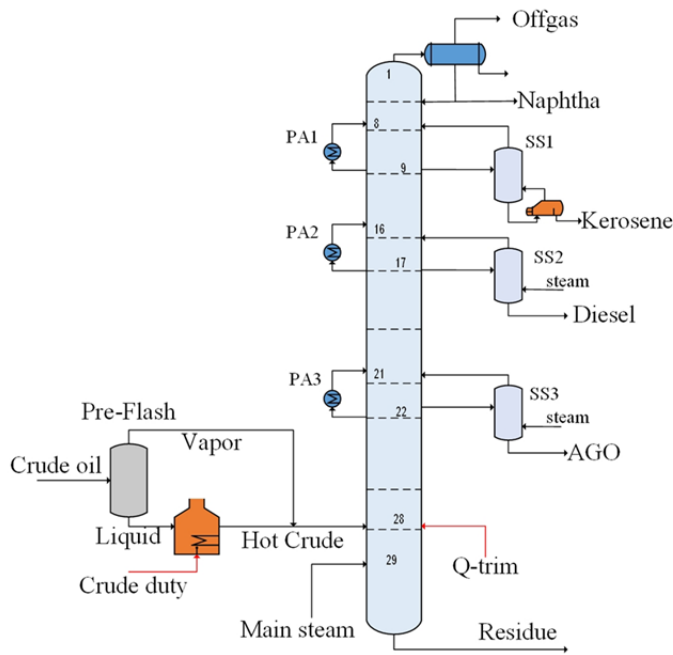 Offgas
1
Naphtha
PA1
8
SS1
9
Kerosene
PA2
16
SS2
17
steam
Diesel
21
PA3
SS3
22
steam
Pre-Flash
Vapor
AGO
Crude oil
Liquid
Hot Crude
28
Crude duty
29
Q-trim
Main steam
Residue